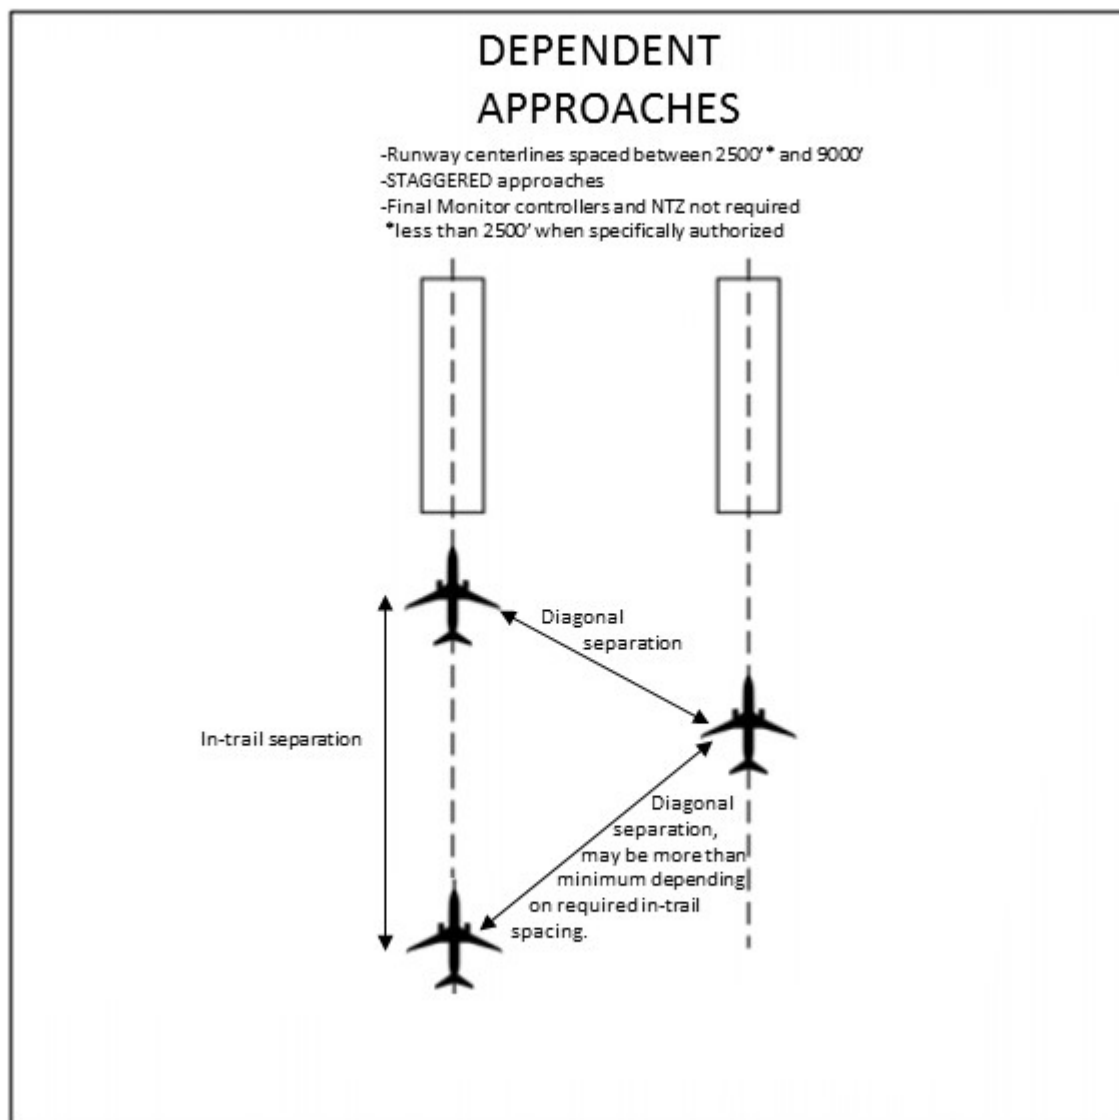 DEPENDENT
APPROACHES
-Runway centerlines spaced between 2500'* and 9000'
-STAGGERED approaches
-Final Monitor controllers and NTZ not required
*less than 2500' when specifically authorized
Diagonal
separation
In-trail separation
Diagonal
separation,
may be more than
minimum depending
on required in-trail
spacing.